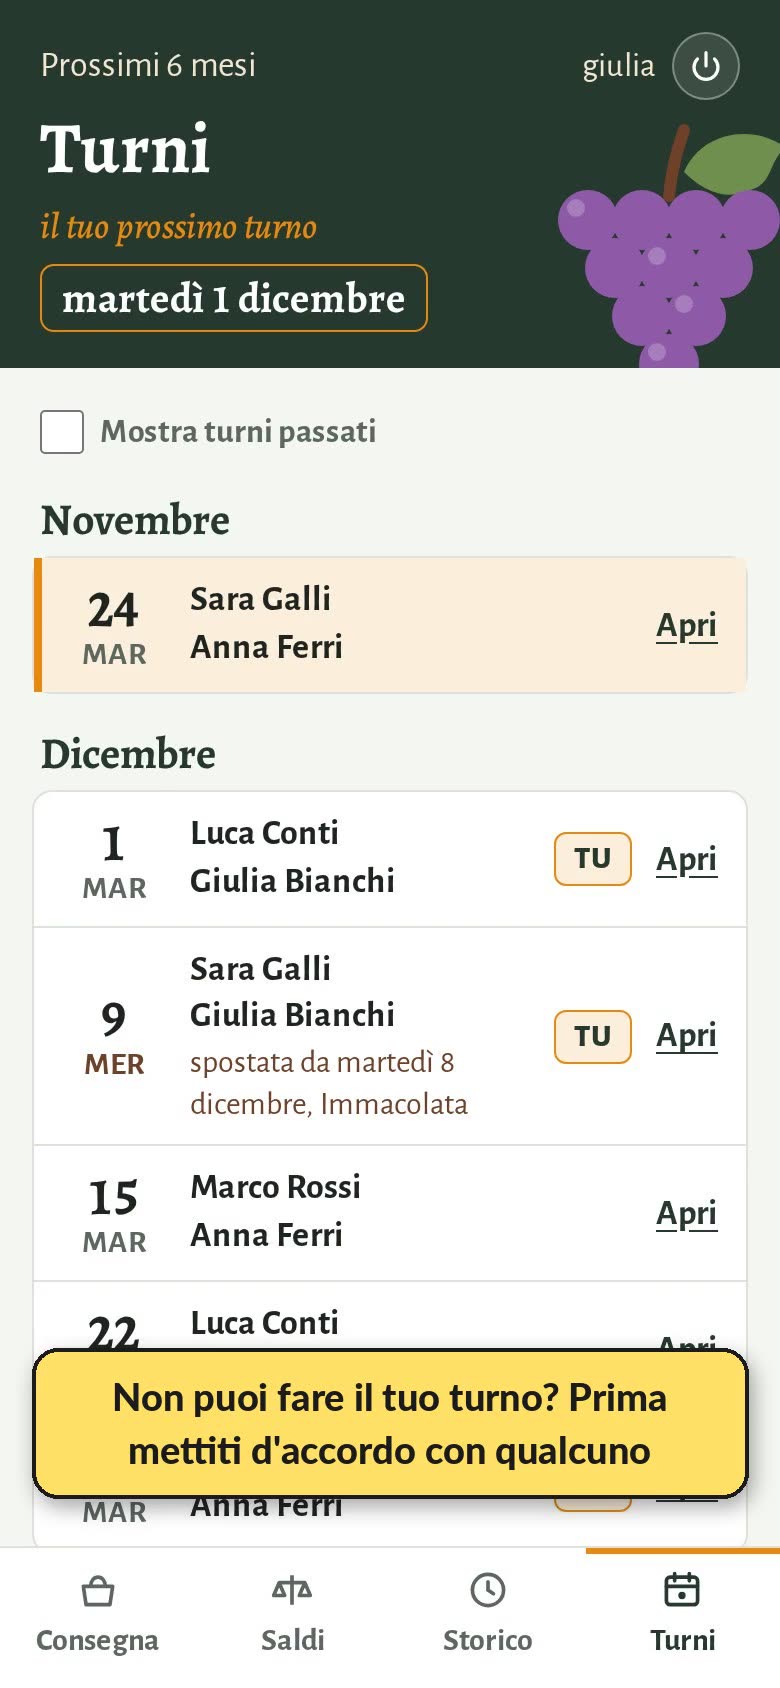 Prossimi 6 mesi
giulia
Turni
il tuo prossimo turno
martedì 1 dicembre
Mostra turni passati
Novembre
24
MAR
Sara Galli
Anna Ferri
Apri
Dicembre
1
MAR
Luca Conti
Giulia Bianchi
TU
Apri
9
MER
Sara Galli
Giulia Bianchi
spostata da martedì 8
dicembre, Immacolata
TU
Apri
15
MAR
Marco Rossi
Anna Ferri
Apri
22
Luca Conti
Apri
Non puoi fare il tuo turno? Prima
mettiti d'accordo con qualcuno
MAR
Anna Ferri
Consegna
Saldi
Storico
Turni